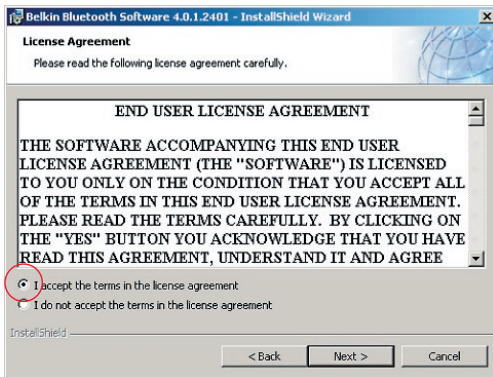 Belkin Bluetooth Software 4.0.1.2401 - InstallShield Wizard
License Agreement
Please read the following license agreement carefully.
END USER LICENSE AGREEMENT
THE SOFTWARE ACCOMPANYING THIS END USER
LICENSE AGREEMENT (THE "SOFTWARE") IS LICENSED
TO YOU ONLY ON THE CONDITION THAT YOU ACCEPT ALL
OF THE TERMS IN THIS END USER LICENSE AGREEMENT.
PLEASE READ THE TERMS CAREFULLY. BY CLICKING ON
THE "YES" BUTTON YOU ACKNOWLEDGE THAT YOU HAVE
READ THIS AGREEMENT, UNDERSTAND IT AND AGREE
I accept the terms in the license agreement
I do not accept the terms in the license agreement
InstallShield
< Back Next > Cancel